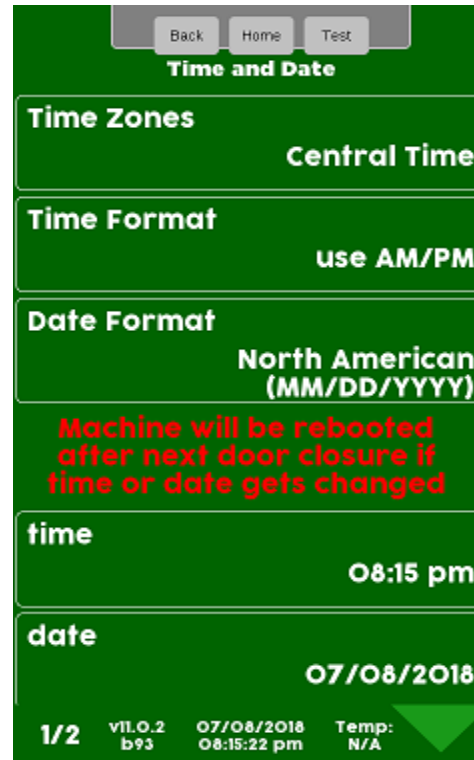 Back Home Test
Time and Date
Time Zones
Central Time
Time Format
use AM/PM
Date Format
North American
(MM/DD/YYYY)
Machine will be rebooted
after next door closure if
time or date gets changed
time
08:15 pm
date
07/08/2018
1/2 v11.0.2 07/08/2018 Temp:
b93 08:15:22 pm N/A